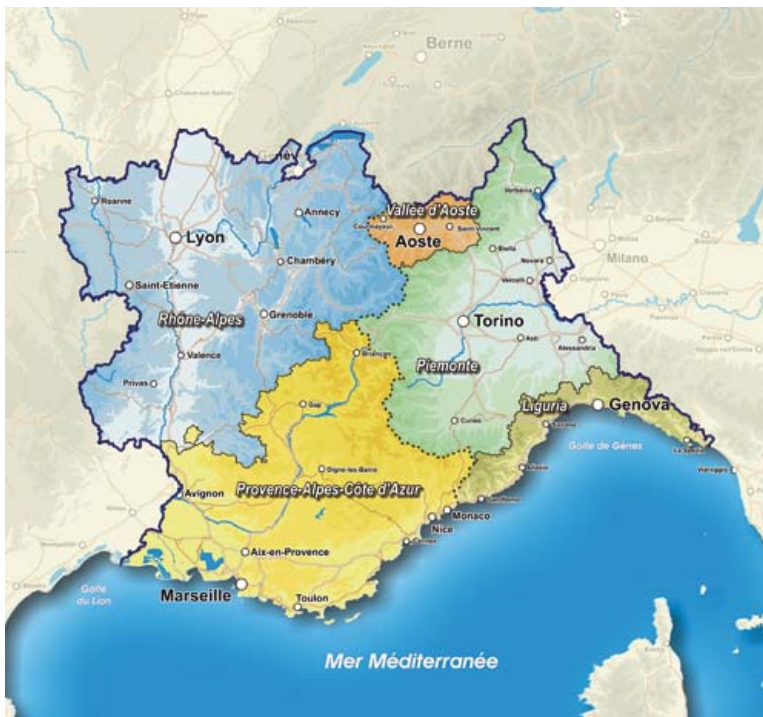 Berne
Lausanne
Genève
Roanne
Annecy
Lyon
Vallée d'Aoste
Courmayeur
Aoste
Saint-Vincent
Verbania
Biella
Novara
Milano
Vercelli
Chambéry
Saint-Etienne
Rhône-Alpes
Grenoble
Torino
Asti
Alessandria
Valence
Briançon
Piemonte
Privas
Gap
Cuneo
Liguria
Genova
Savona
Golfe de Gênes
La Spezia
Viareggio
Digne-les-Bains
Provence-Alpes-Côte d'Azur
Avignon
San Remo
Monaco
Nice
Cannes
Aix-en-Provence
Golfe
du Lion
Marseille
Toulon
Mer Méditerranée